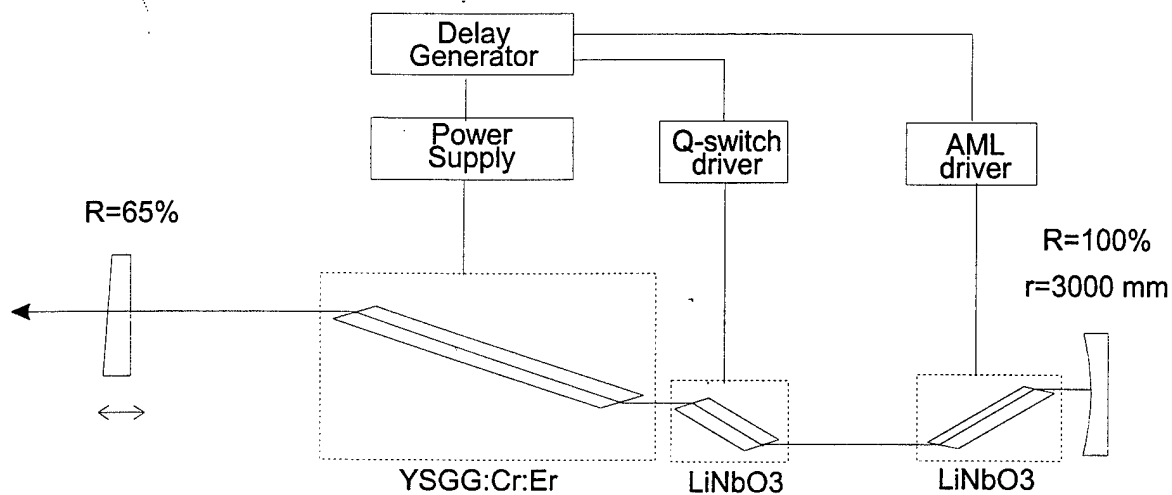 Delay
Generator
Power
Supply
Q-switch
driver
AML
driver
R=65%
R=100%
r=3000 mm
YSGG:Cr:Er
LiNbO3
LiNbO3